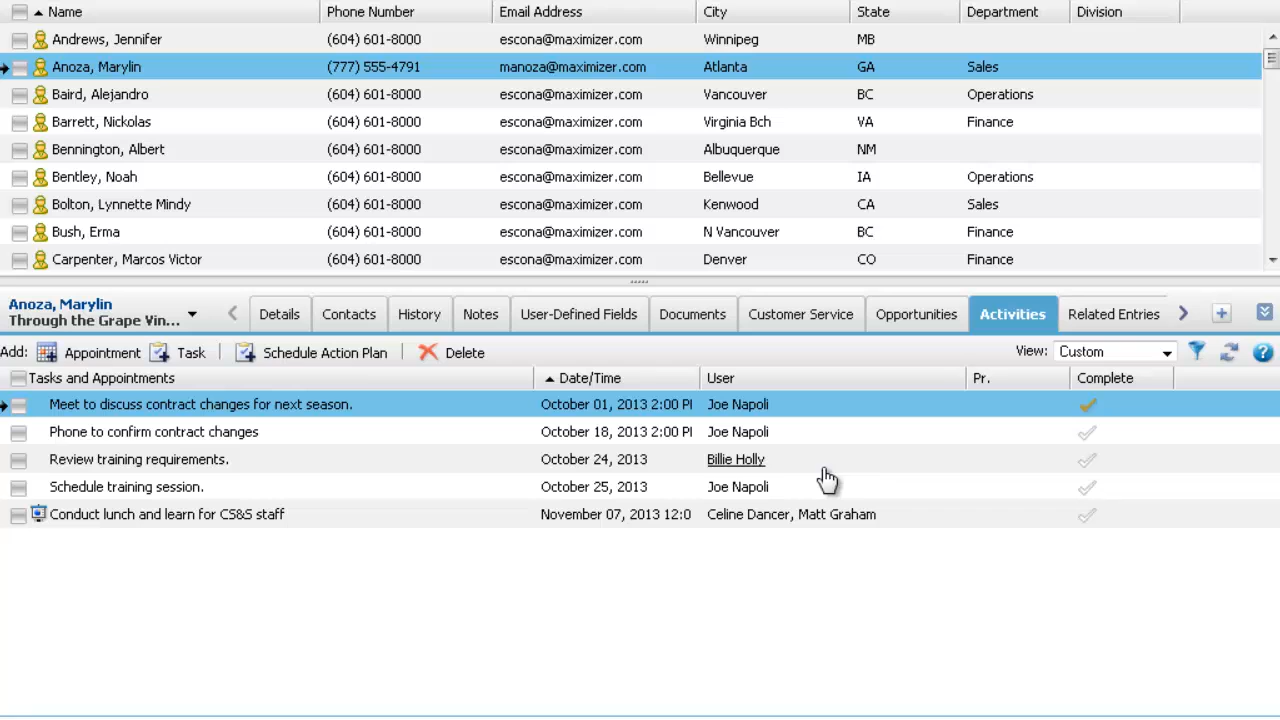 Name Phone Number Email Address City State Department Division
Andrews, Jennifer (604) 601-8000 escona@maximizer.com Winnipeg MB
Anoza, Marylin (777) 555-4791 manoza@maximizer.com Atlanta GA Sales
Baird, Alejandro (604) 601-8000 escona@maximizer.com Vancouver BC Operations
Barrett, Nickolas (604) 601-8000 escona@maximizer.com Virginia Bch VA Finance
Bennington, Albert (604) 601-8000 escona@maximizer.com Albuquerque NM
Bentley, Noah (604) 601-8000 escona@maximizer.com Bellevue IA Operations
Bolton, Lynnette Mindy (604) 601-8000 escona@maximizer.com Kenwood CA Sales
Bush, Erma (604) 601-8000 escona@maximizer.com N Vancouver BC Finance
Carpenter, Marcos Victor (604) 601-8000 escona@maximizer.com Denver CO Finance
Anoza, Marylin
Through the Grape Vin... Details Contacts History Notes User-Defined Fields Documents Customer Service Opportunities Activities Related Entries
Add: Appointment Task Schedule Action Plan Delete View: Custom
Tasks and Appointments Date/Time User Pr. Complete
Meet to discuss contract changes for next season. October 01, 2013 2:00 PI Joe Napoli
Phone to confirm contract changes October 18, 2013 2:00 PI Joe Napoli
Review training requirements. October 24, 2013 Billie Holly
Schedule training session. October 25, 2013 Joe Napoli
Conduct lunch and learn for CS&S staff November 07, 2013 12:0 Celine Dancer, Matt Graham